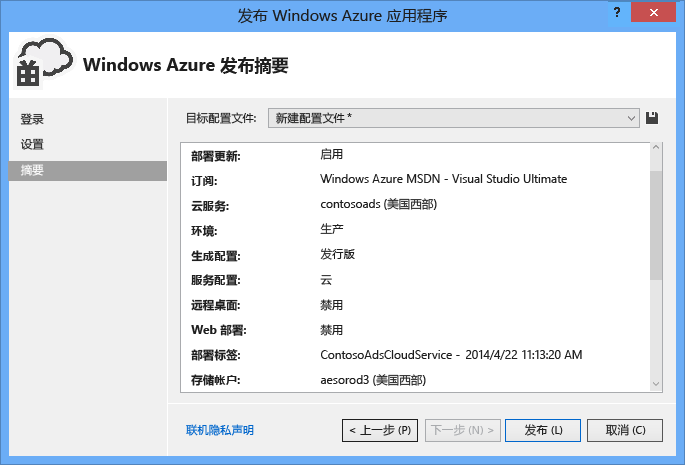 发布 Windows Azure 应用程序
?
Windows Azure 发布摘要
登录
设置
摘要
目标配置文件: 新建配置文件*
部署更新: 启用
订阅: Windows Azure MSDN - Visual Studio Ultimate
云服务: contosoads (美国西部)
环境: 生产
生成配置: 发行版
服务配置: 云
远程桌面: 禁用
Web 部署: 禁用
部署标签: ContosoAdsCloudService - 2014/4/22 11:13:20 AM
存储帐户: aesorod3 (美国西部)
联机隐私声明 < 上一步 (P) 下一步 (N) > 发布 (L) 取消 (C)